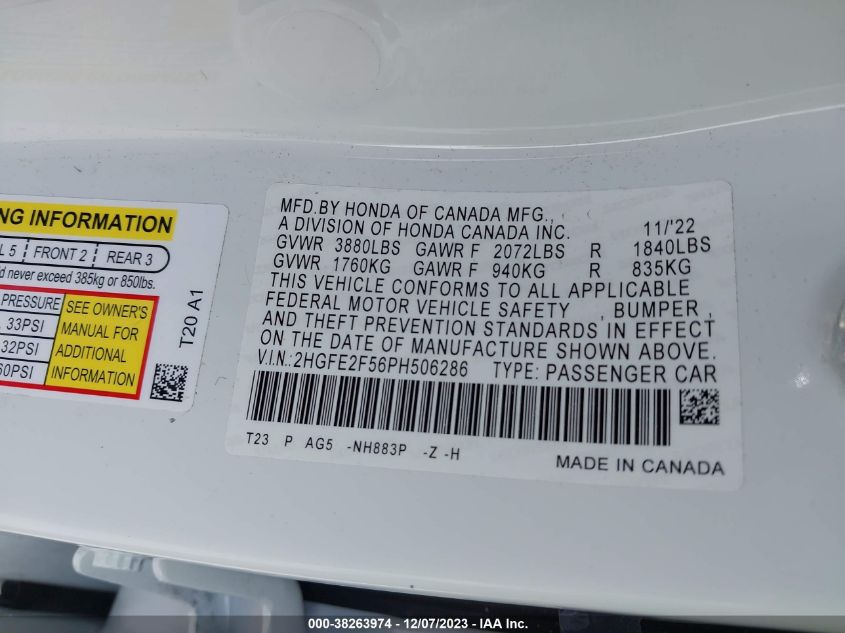 NG INFORMATION
L 5 FRONT 2 REAR 3
d never exceed 385kg or 850lbs.
PRESSURE SEE OWNER'S
33PSI MANUAL FOR
32PSI ADDITIONAL
60PSI INFORMATION
T20 A1
MFD.BY HONDA OF CANADA MFG.,
A DIVISION OF HONDA CANADA INC. 11/'22
GVWR 3880LBS GAWR F 2072LBS R 1840LBS
GVWR 1760KG GAWR F 940KG R 835KG
THIS VEHICLE CONFORMS TO ALL APPLICABLE
FEDERAL MOTOR VEHICLE SAFETY , BUMPER ,
AND THEFT PREVENTION STANDARDS IN EFFECT
ON THE DATE OF MANUFACTURE SHOWN ABOVE.
V.I.N.:2HGFE2F56PH506286 TYPE: PASSENGER CAR
T23 P AG5 -NH883P -Z -H
MADE IN CANADA
000-38263974 / 12/07/2023 - IAA Inc.